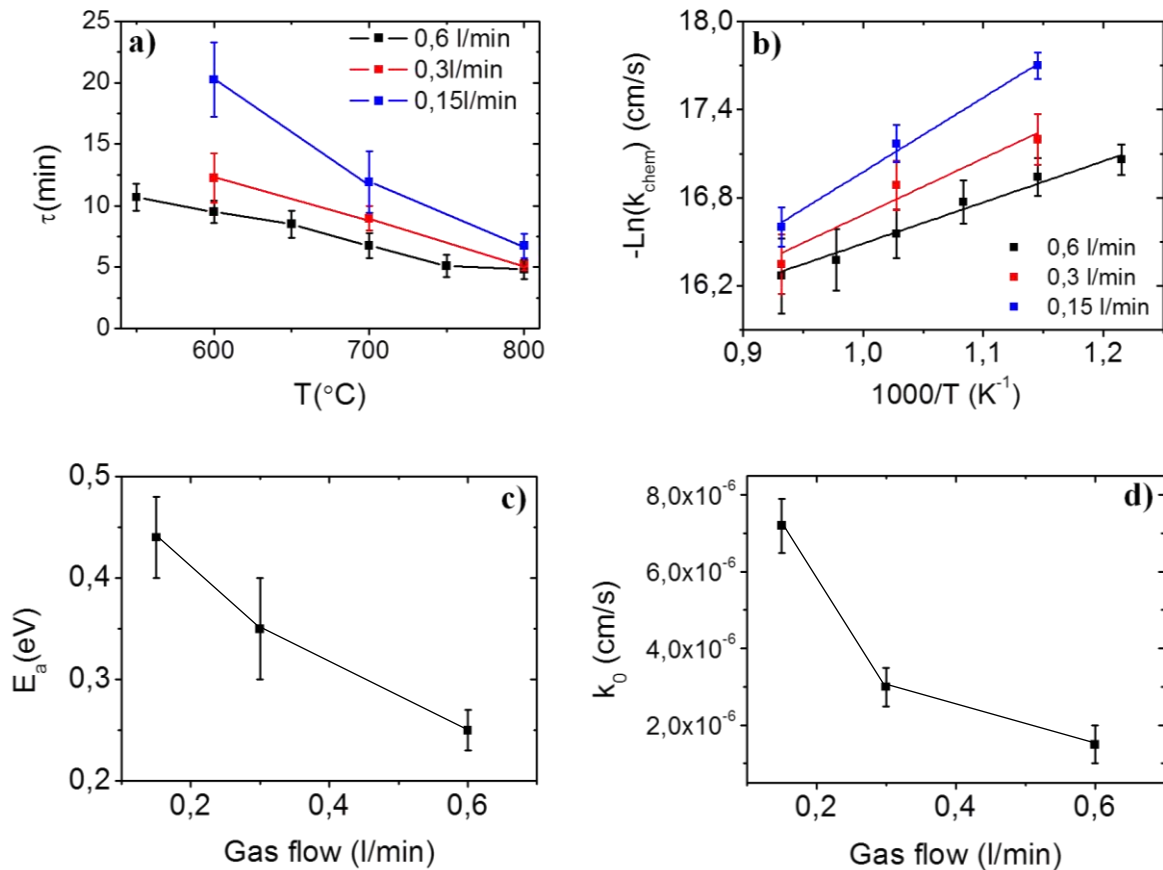 a)
25
20
15
10
5
0
τ(min)
600
700
800
T(°C)
0,6 l/min
0,3l/min
0,15l/min
b)
18,0
17,4
16,8
16,2
-Ln(k_chem) (cm/s)
0,9
1,0
1,1
1,2
1000/T (K⁻¹)
0,6 l/min
0,3 l/min
0,15 l/min
c)
0,5
0,4
0,3
0,2
E_a(eV)
0,2
0,4
0,6
Gas flow (l/min)
d)
8,0x10⁻⁶
6,0x10⁻⁶
4,0x10⁻⁶
2,0x10⁻⁶
k_0 (cm/s)
0,2
0,4
0,6
Gas flow (l/min)